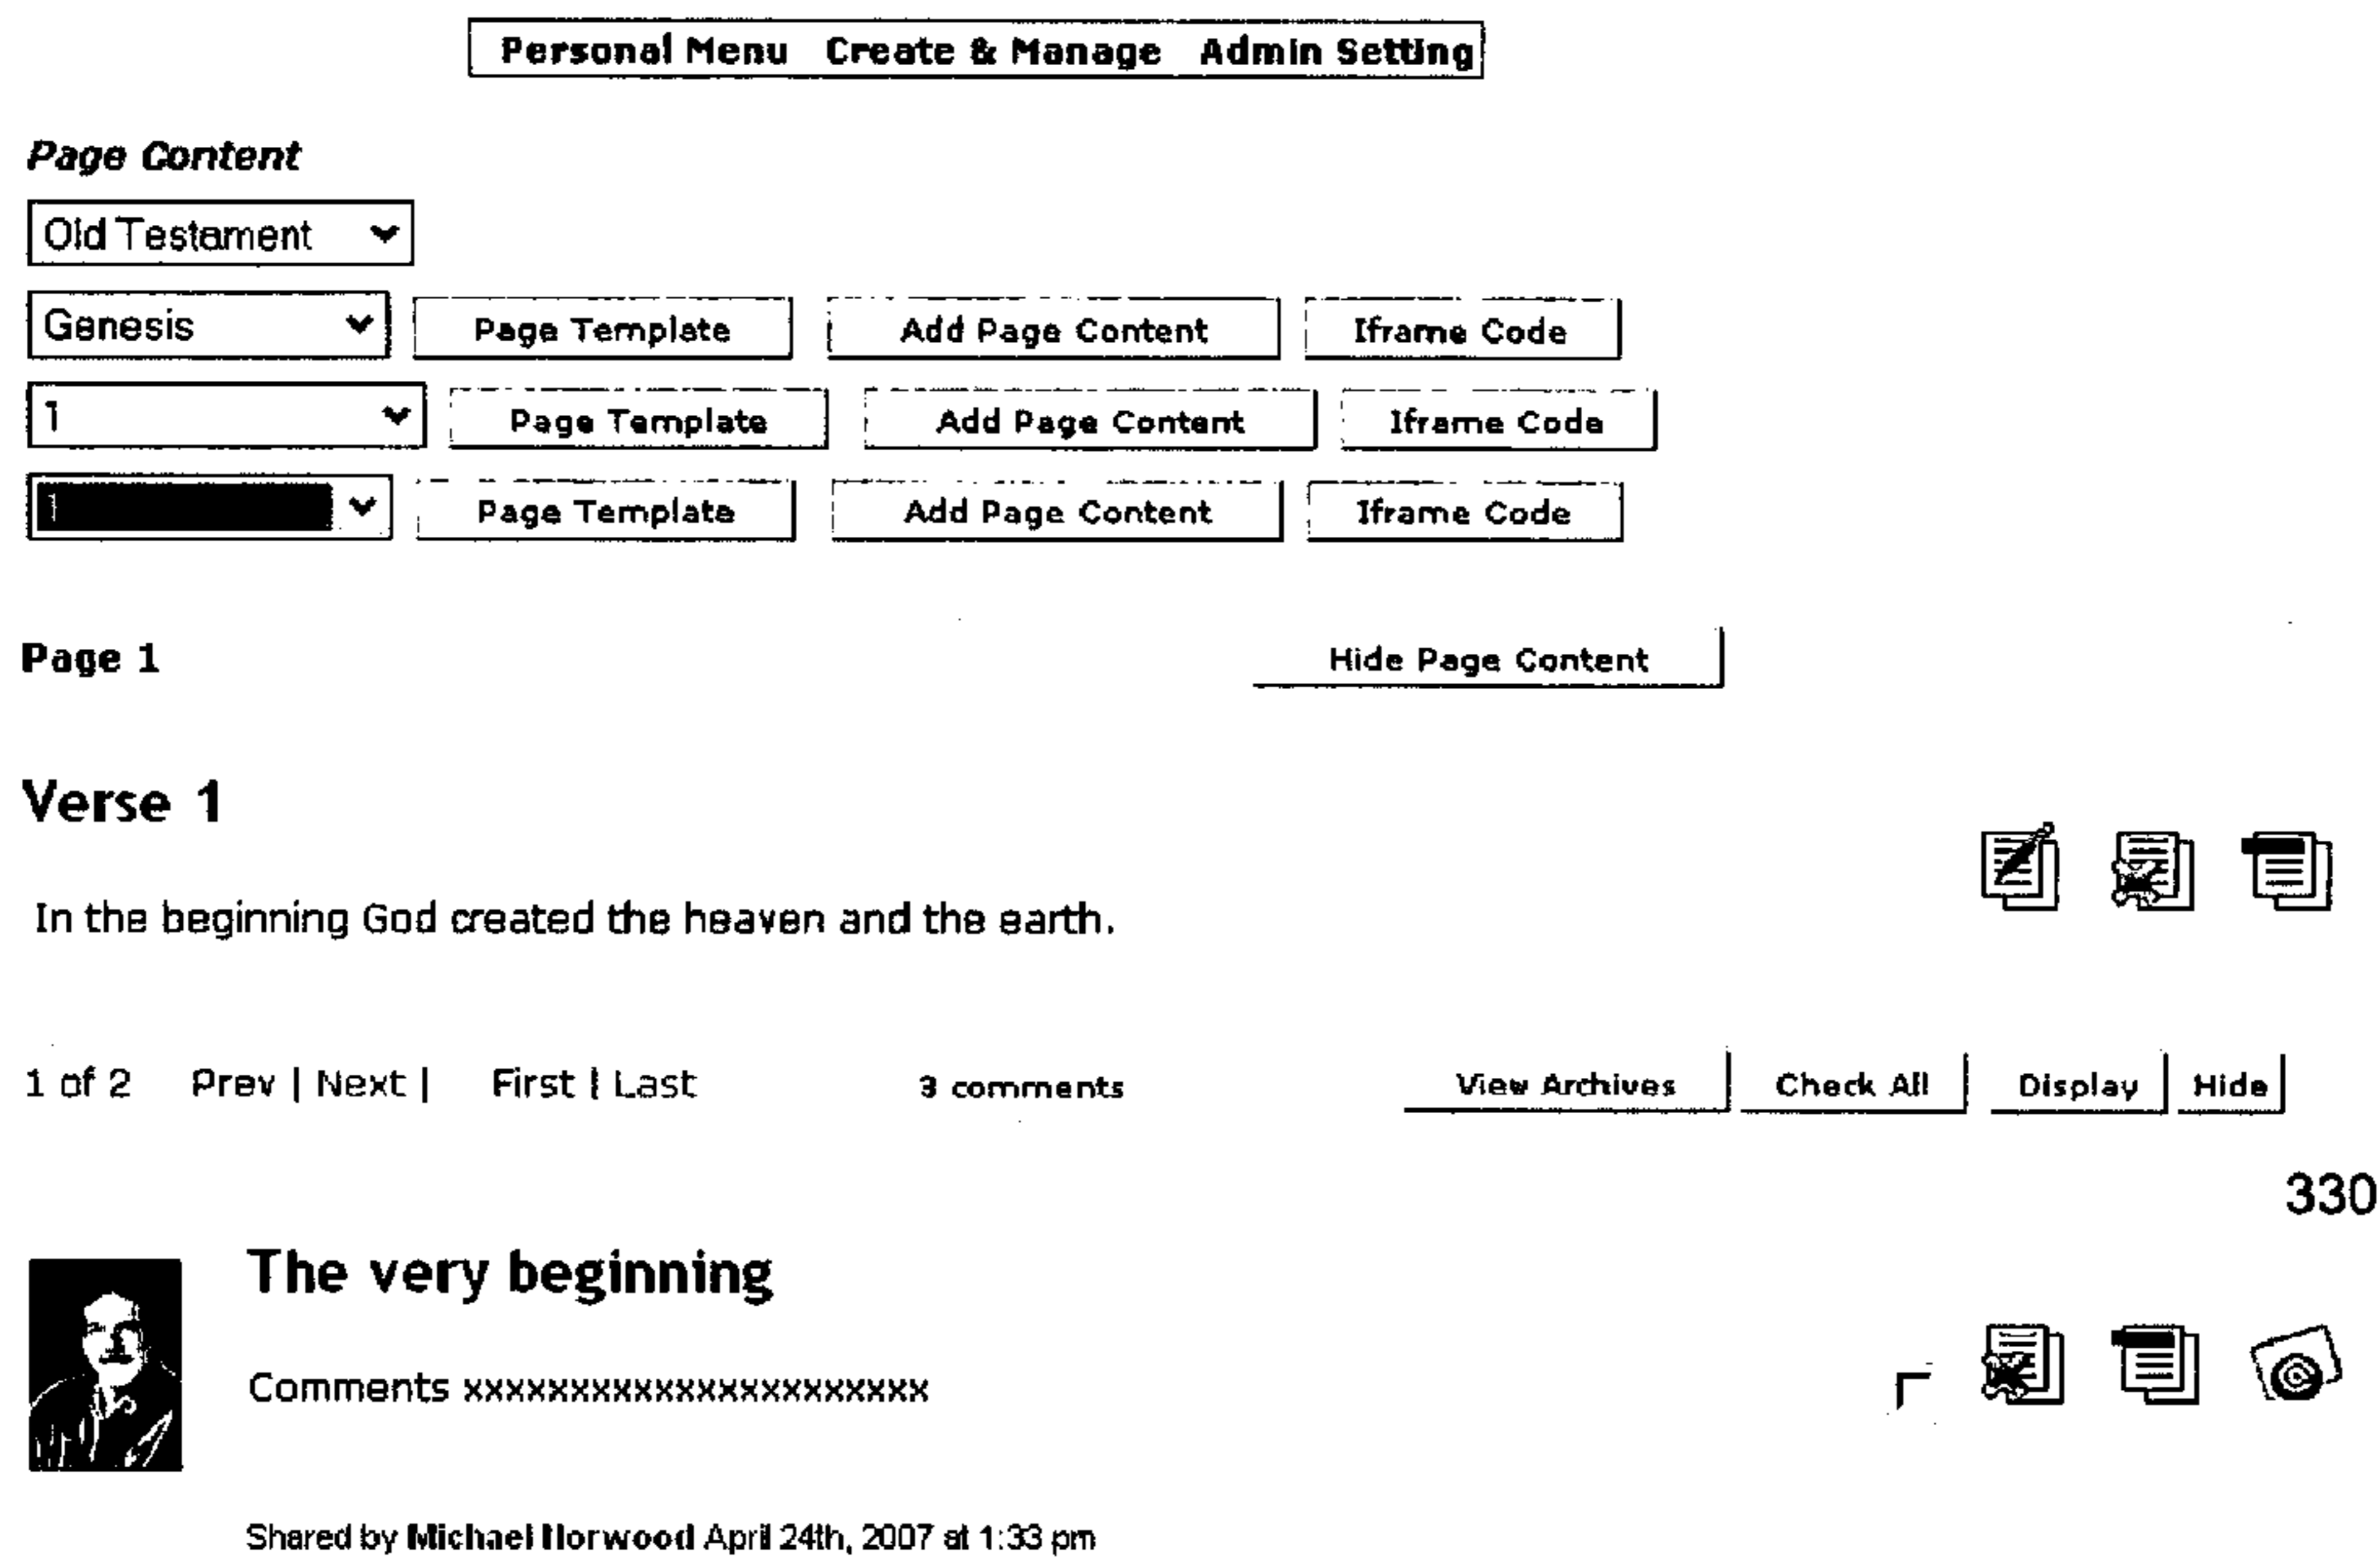 Personal Menu Create & Manage Admin Setting
Page Content
Old Testament
Genesis Page Template Add Page Content Iframe Code
1 Page Template Add Page Content Iframe Code
1 Page Template Add Page Content Iframe Code
Page 1 Hide Page Content
Verse 1
In the beginning God created the heaven and the earth.
1 of 2 Prev | Next | First | Last 3 comments View Archives Check All Display Hide
330
The very beginning
Comments xxxxxxxxxxxxxxxxxxxxxx
Shared by Michael Norwood April 24th, 2007 at 1:33 pm